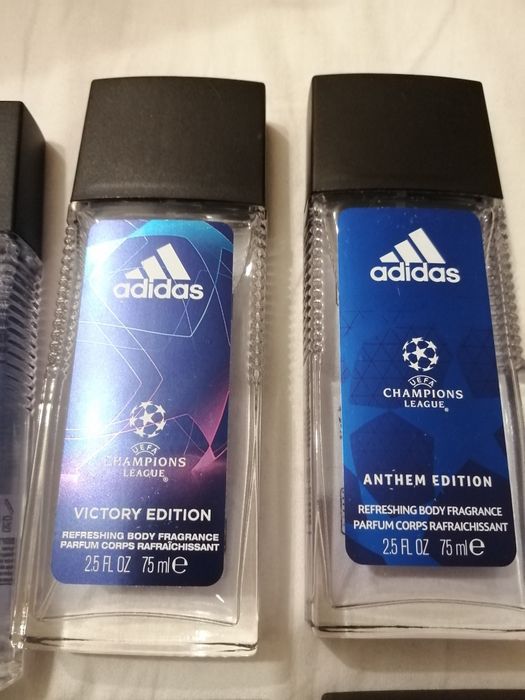 adidas
UEFA
CHAMPIONS
LEAGUE®
VICTORY EDITION
REFRESHING BODY FRAGRANCE
PARFUM CORPS RAFRAÎCHISSANT
2.5 FL OZ 75 ml e
adidas
UEFA
CHAMPIONS
LEAGUE®
ANTHEM EDITION
REFRESHING BODY FRAGRANCE
PARFUM CORPS RAFRAICHISSANT
2.5 FL OZ 75 ml e